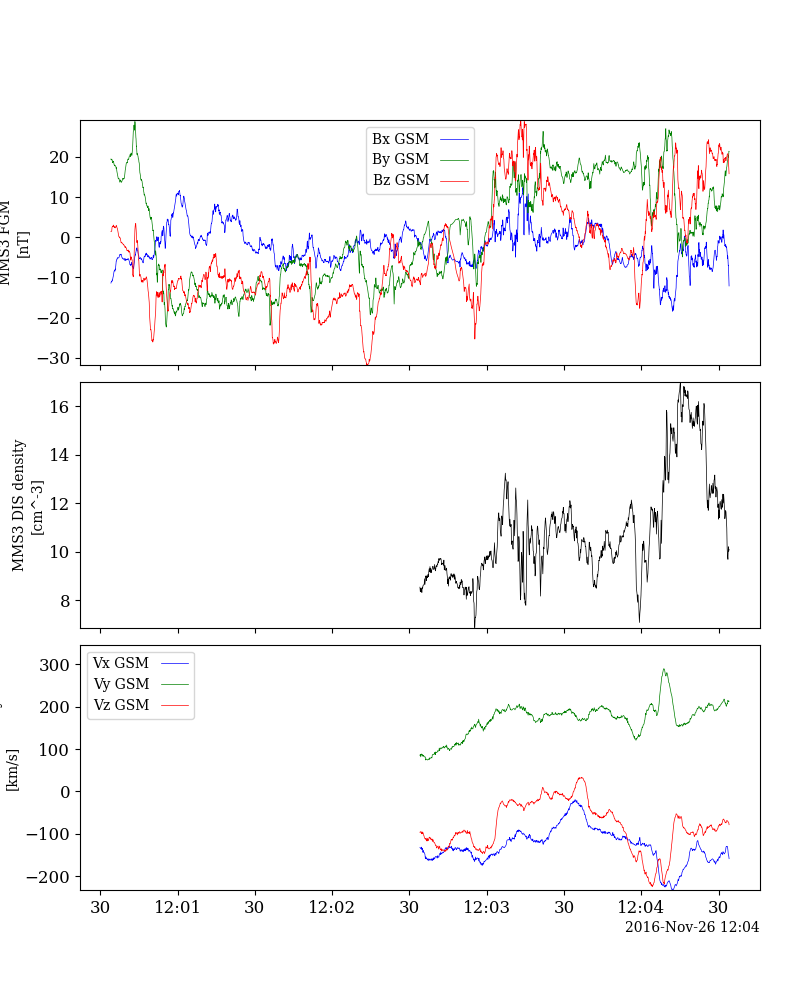 Bx GSM
By GSM
Bz GSM
20
10
0
−10
−20
−30
MMS3 FGM
[nT]
16
14
12
10
8
MMS3 DIS density
[cm^-3]
Vx GSM
Vy GSM
Vz GSM
300
200
100
0
−100
−200
[km/s]
30 12:01 30 12:02 30 12:03 30 12:04 30
2016-Nov-26 12:04